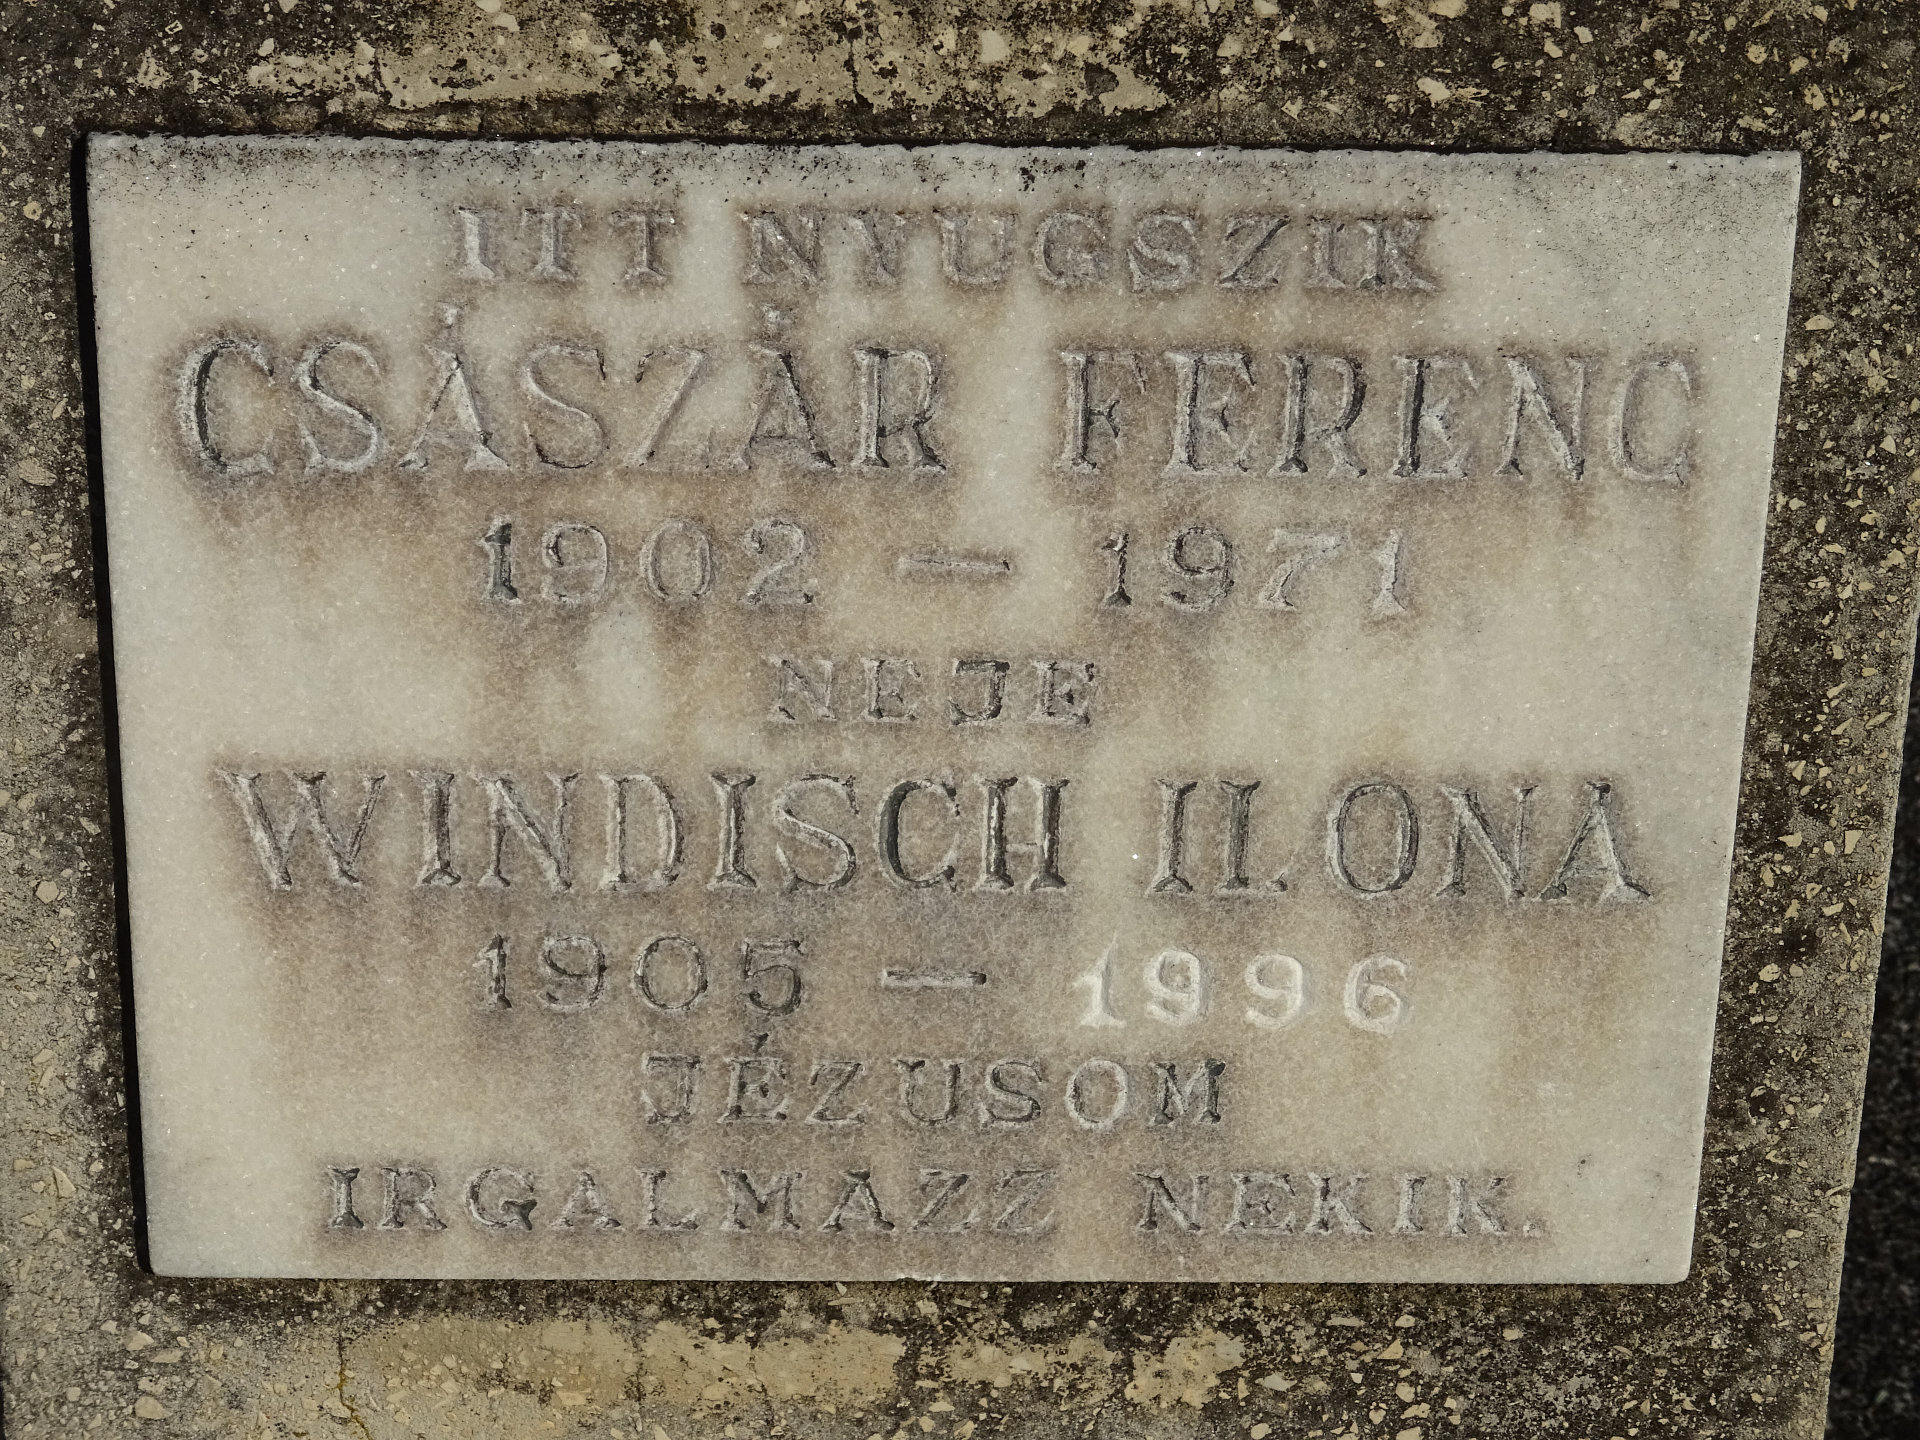 ITT NYUGSZIK
CSÁSZÁR FERENC
1902 — 1971
NEJE
WINDISCH ILONA
1905 — 1996
JÉZUSOM
IRGALMAZZ NEKIK.